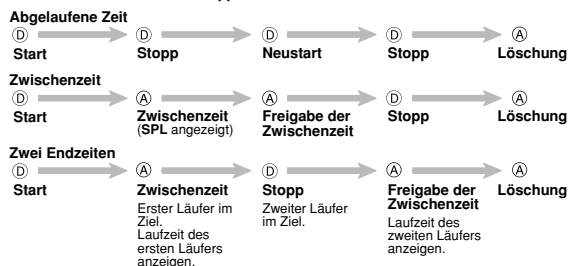 Abgelaufene Zeit
D D D D A
Start Stopp Neustart Stopp Löschung
Zwischenzeit
D A A D A
Start Zwischenzeit Freigabe der Stopp Löschung
(SPL angezeigt) Zwischenzeit
Zwei Endzeiten
D A D A A
Start Zwischenzeit Stopp Freigabe der Löschung
Zwischenzeit
Erster Läufer im Zweiter Läufer
Ziel. im Ziel. Laufzeit des
Laufzeit des zweiten Läufers
ersten Läufers anzeigen.
anzeigen.